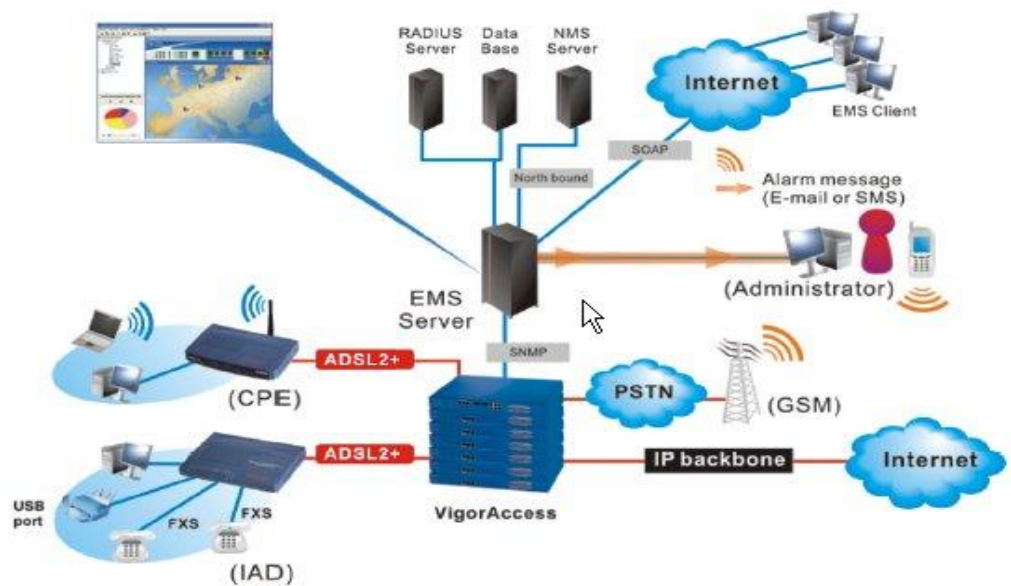 RADIUS
Server
Data
Base
NMS
Server
Internet
EMS Client
SOAP
North bound
Alarm message
(E-mail or SMS)
(Administrator)
EMS
Server
SNMP
ADSL2+
(CPE)
PSTN
(GSM)
ADSL2+
IP backbone
Internet
USB
port
FXS
FXS
VigorAccess
(IAD)